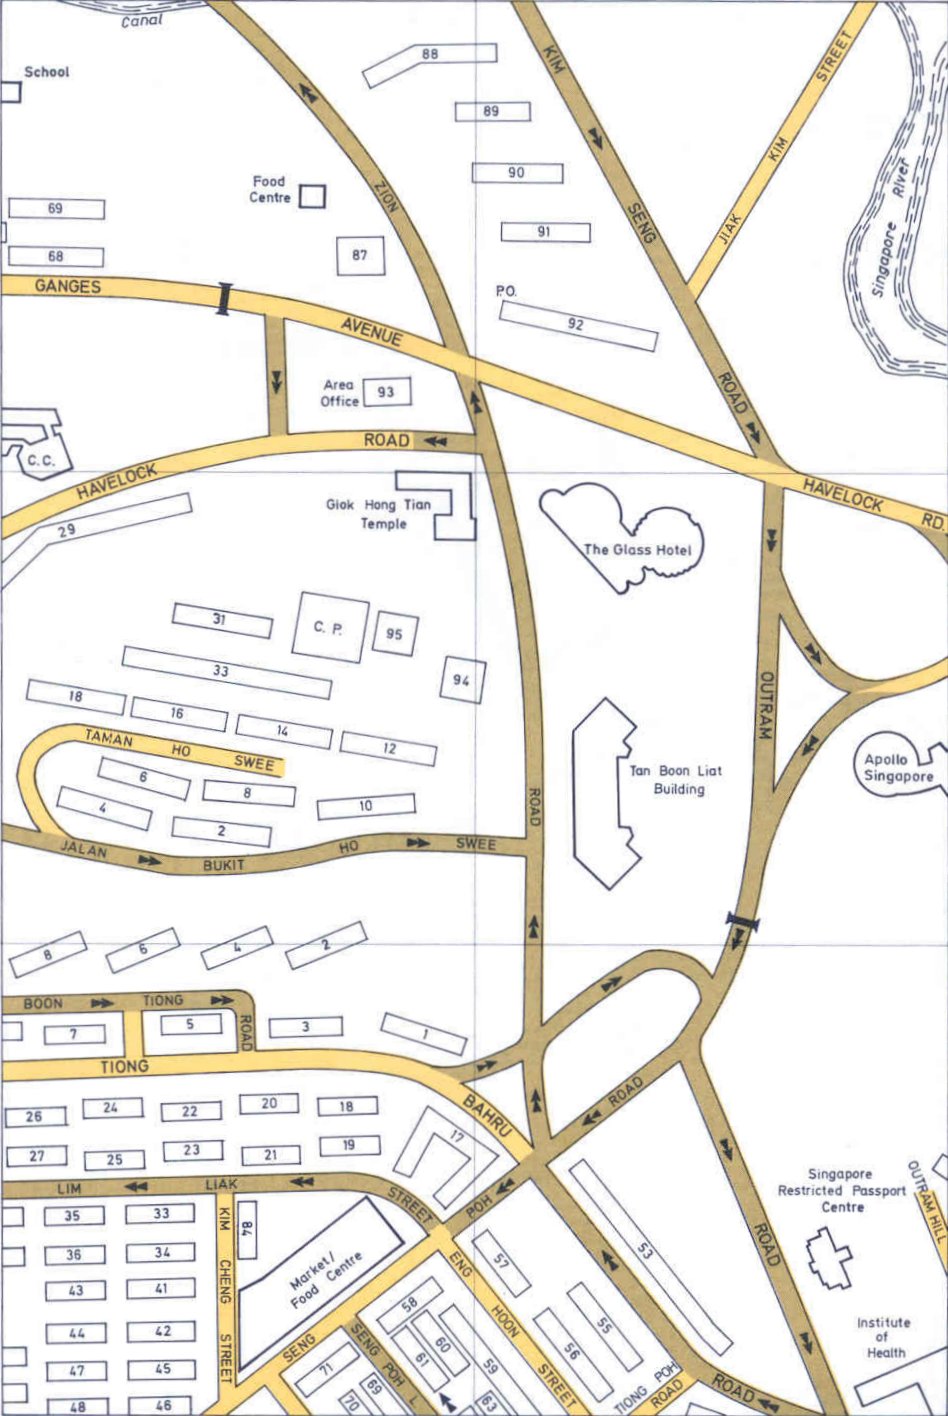 Canal
School
88
KIM
STREET
89
Food
Centre
ZION
90
KIM
69
68
87
91
SENG
JIAK
Singapore River
GANGES
AVENUE
P.O.
92
Area
Office
93
ROAD
ROAD
C.C.
HAVELOCK
HAVELOCK
RD.
Giok Hong Tian
Temple
29
The Glass Hotel
31
C. P.
95
33
94
18
16
14
12
OUTRAM
TAMAN HO SWEE
6
8
4
2
10
Tan Boon Liat
Building
Apollo
Singapore
ROAD
JALAN BUKIT HO SWEE
8
6
4
2
BOON TIONG ROAD
7
5
3
1
TIONG BAHRU
ROAD
26
24
22
20
18
17
27
25
23
21
19
LIM LIAK STREET
POH
Singapore
Restricted Passport
Centre
OUTRAM HILL
35
33
84
KIM CHENG STREET
36
34
43
41
Market/
Food Centre
ENG HOON STREET
57
53
ROAD
44
42
58
55
56
60
61
59
Institute
of
Health
47
45
SENG
SENG POH L
71
69
70
63
TIONG POH
ROAD
ROAD
48
46